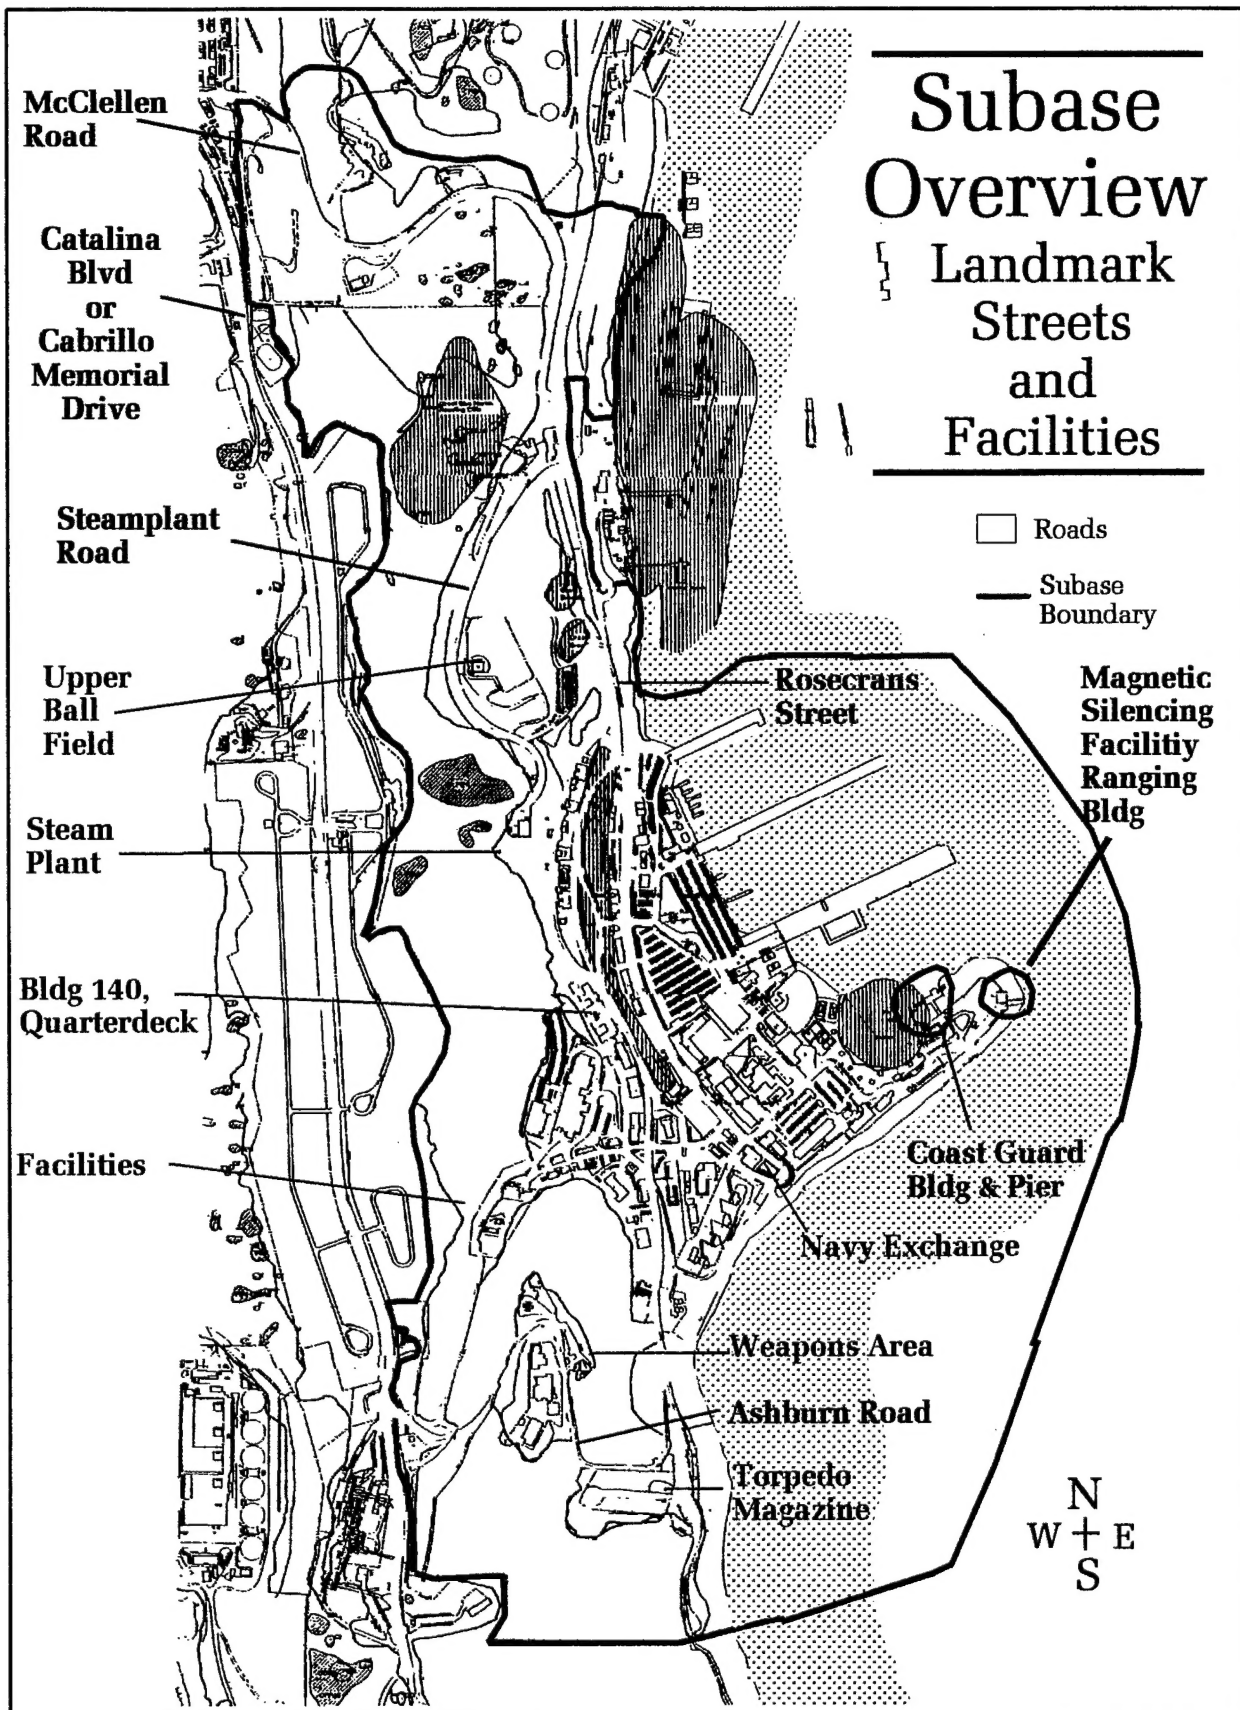 Subase
Overview
Landmark
Streets
and
Facilities
Roads
Subase
Boundary
McClellen
Road
Catalina
Blvd
or
Cabrillo
Memorial
Drive
Steamplant
Road
Upper
Ball
Field
Steam
Plant
Bldg 140,
Quarterdeck
Facilities
Rosecrans
Street
Magnetic
Silencing
Facilitiy
Ranging
Bldg
Coast Guard
Bldg & Pier
Navy Exchange
Weapons Area
Ashburn Road
Torpedo
Magazine
N
W E
S